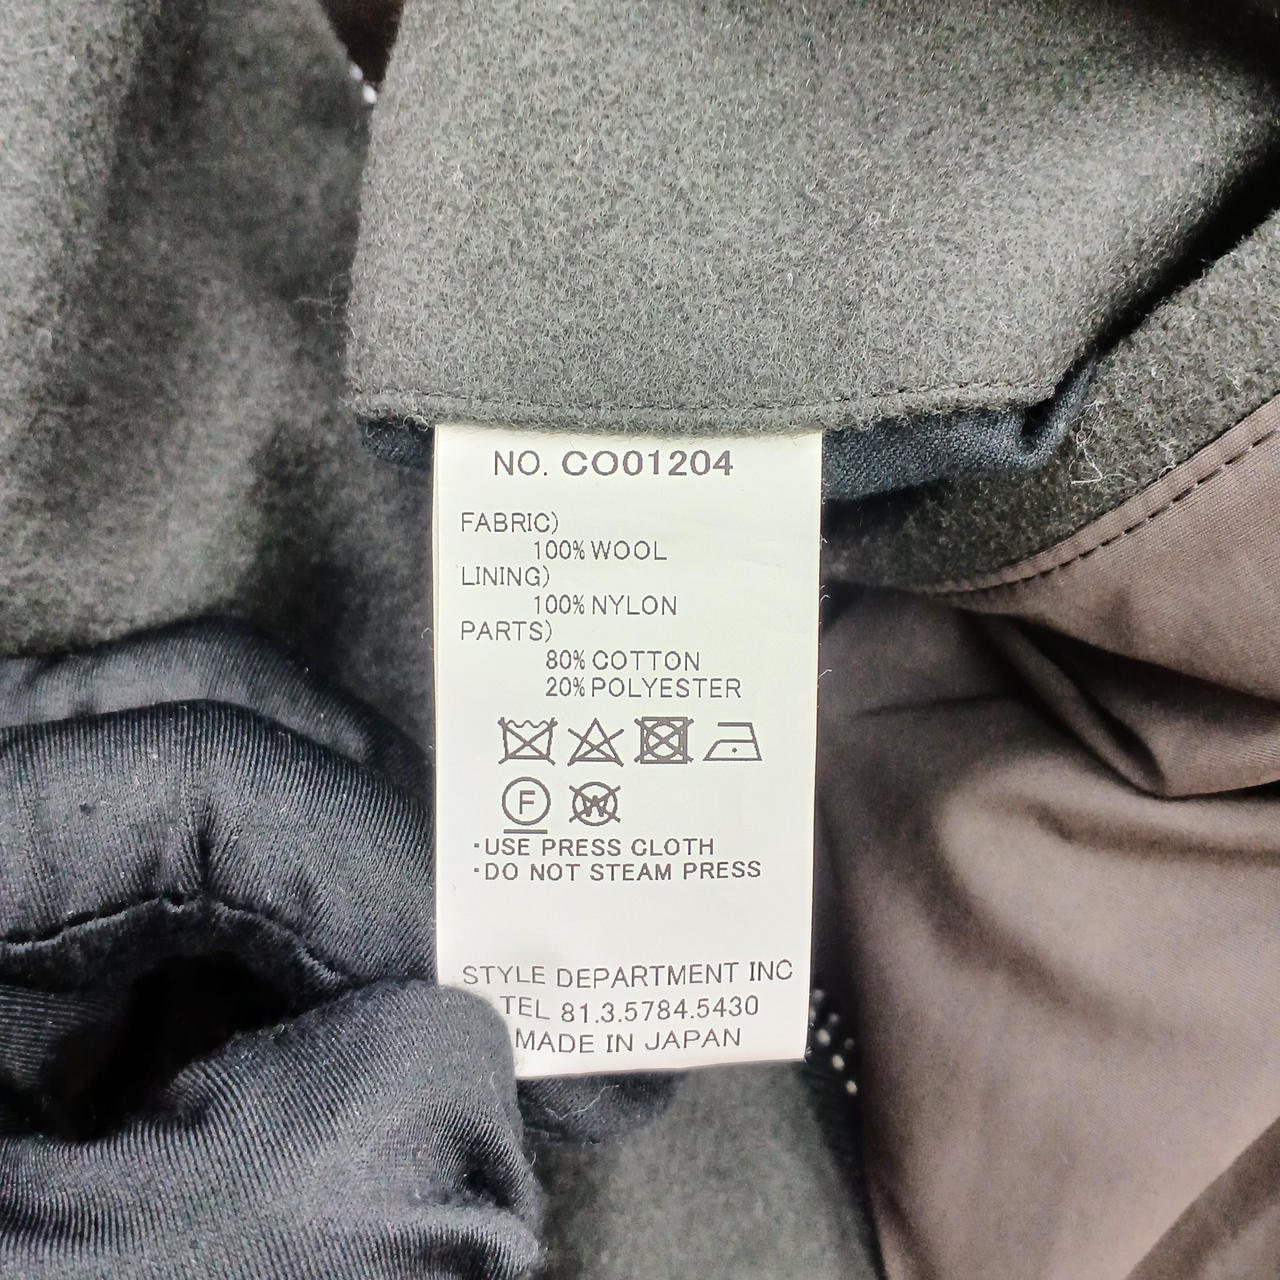 NO. CO01204
FABRIC)
100% WOOL
LINING)
100% NYLON
PARTS)
80% COTTON
20% POLYESTER
F W
・USE PRESS CLOTH
・DO NOT STEAM PRESS
STYLE DEPARTMENT INC
TEL 81.3.5784.5430
MADE IN JAPAN